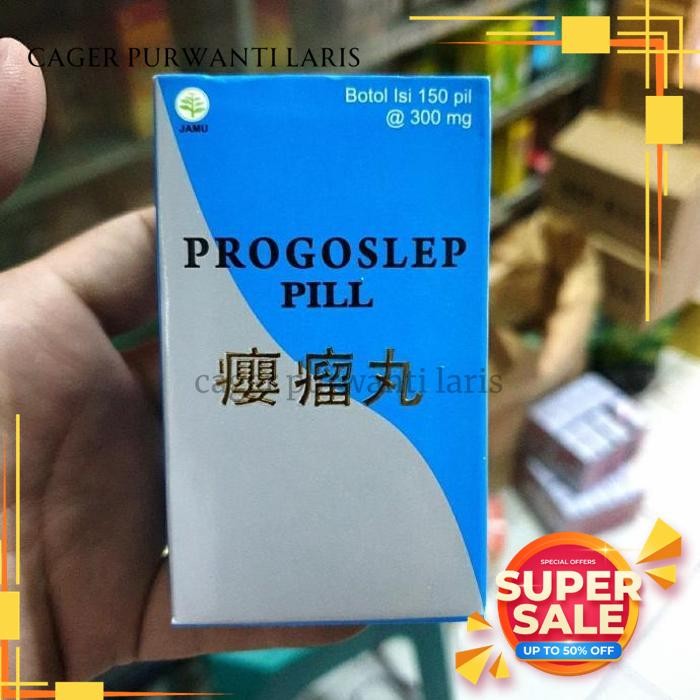 CAGER PURWANTI LARIS
Botol Isi 150 pil
@ 300 mg
JAMU
PROGOSLEP
PILL
癭瘤丸
cager purwanti laris
SPECIAL OFFERS
SUPER
SALE
UP TO 50% OFF